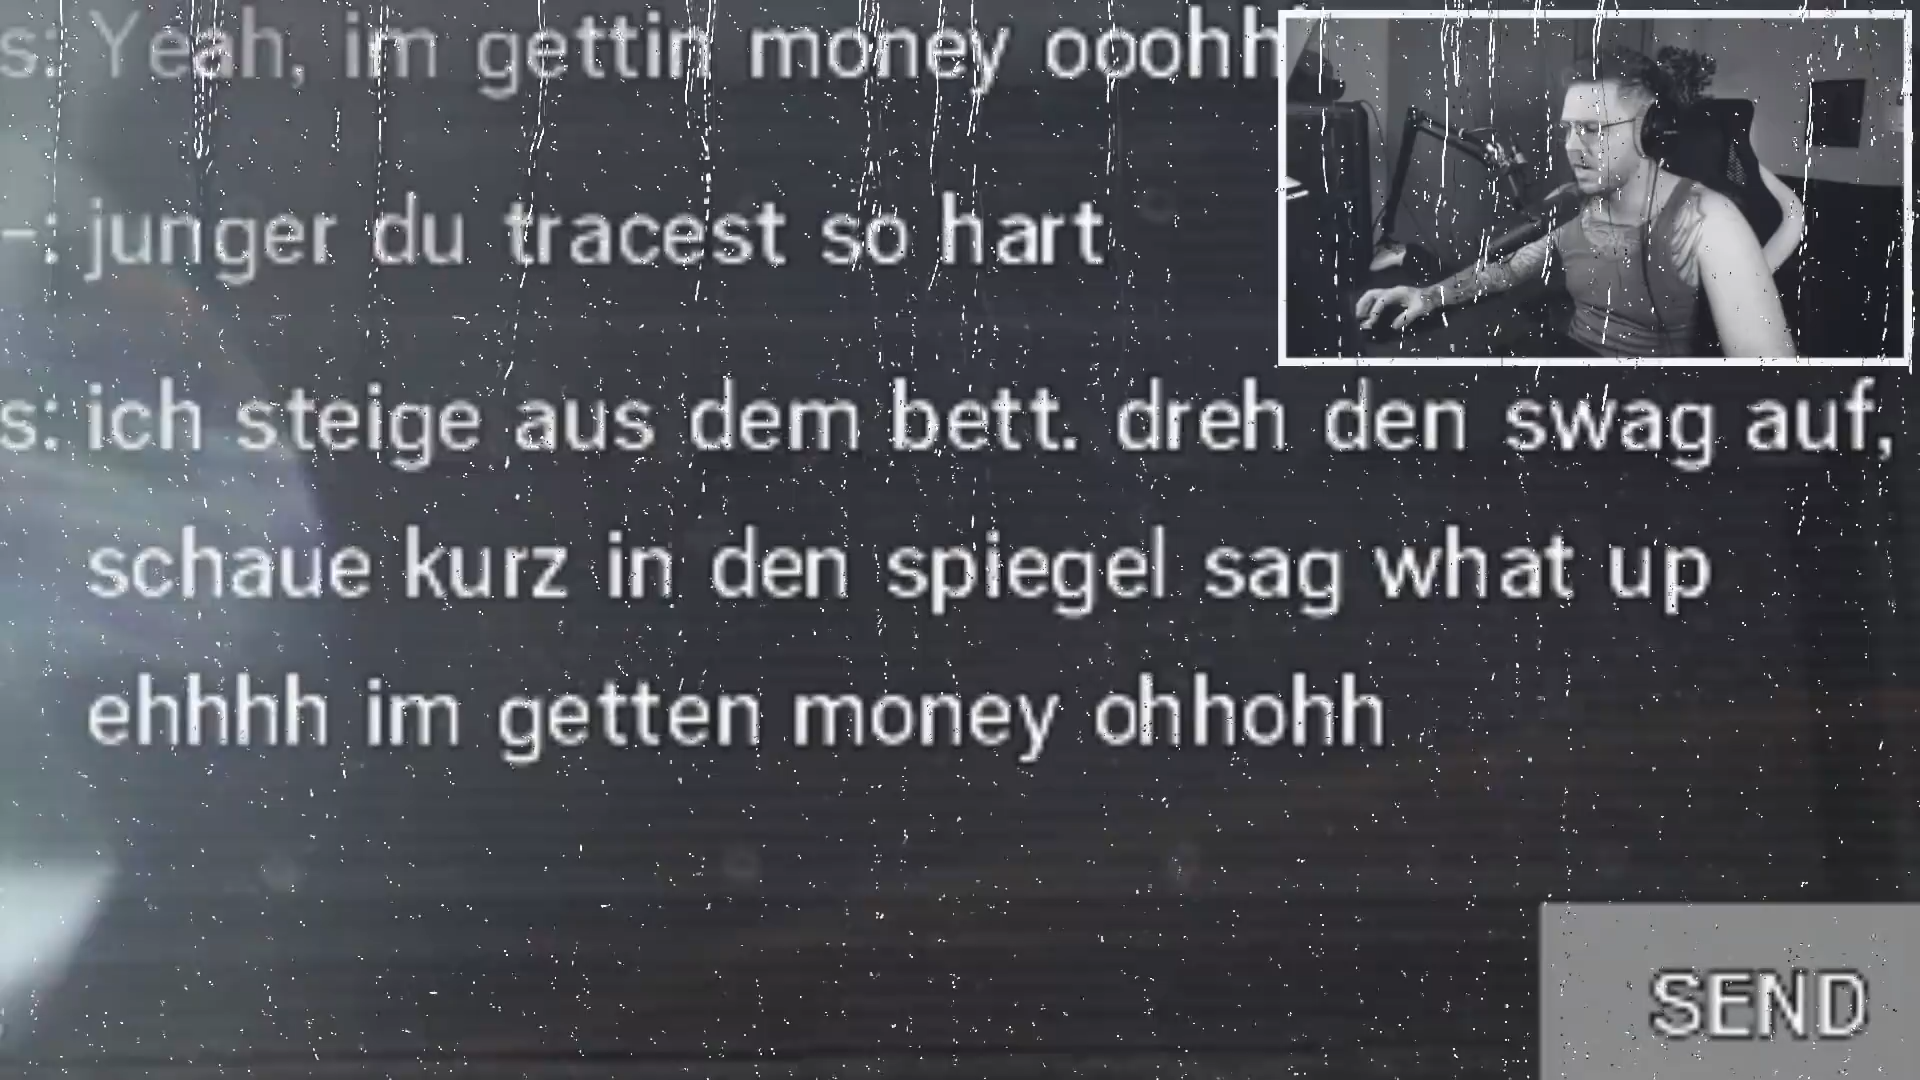 s: Yeah, im gettin money ooohh
-: junger du tracest so hart
s: ich steige aus dem bett. dreh den swag auf,
schaue kurz in den spiegel sag what up
ehhhh im getten money ohhohh
SEND